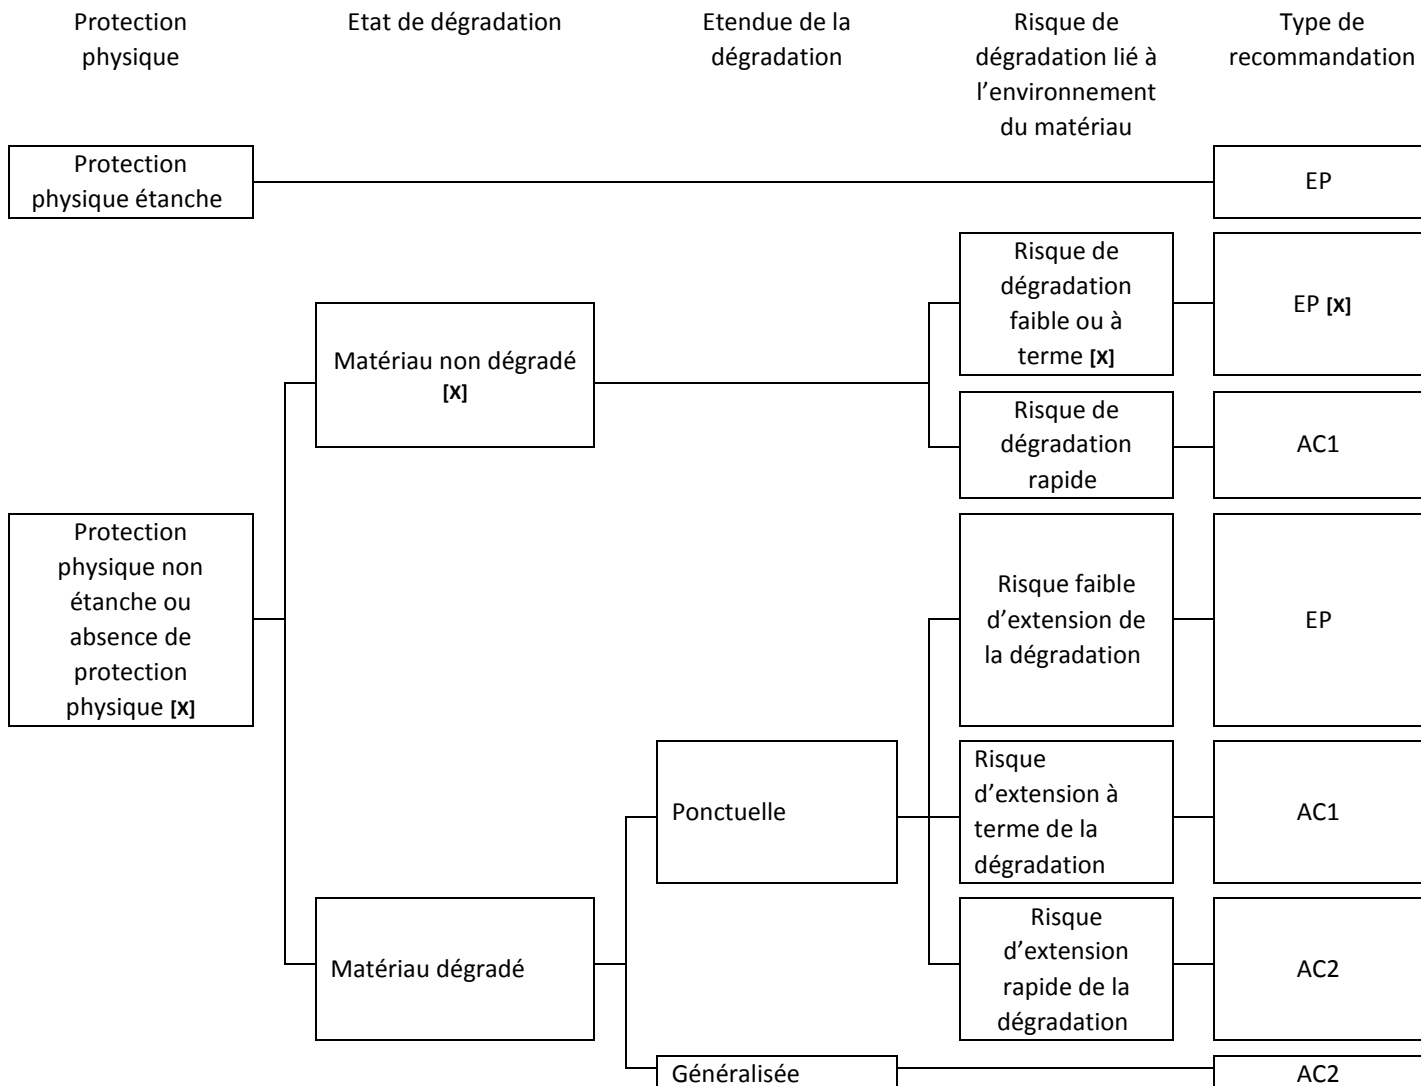 Protection
physique
Etat de dégradation
Etendue de la
dégradation
Risque de
dégradation lié à
l’environnement
du matériau
Type de
recommandation
Protection
physique étanche
EP
Risque de
dégradation
faible ou à
terme [X]
EP [X]
Matériau non dégradé
[X]
Risque de
dégradation
rapide
AC1
Protection
physique non
étanche ou
absence de
protection
physique [X]
Risque faible
d’extension de
la dégradation
EP
Ponctuelle
Risque
d’extension à
terme de la
dégradation
AC1
Matériau dégradé
Risque
d’extension
rapide de la
dégradation
AC2
Généralisée
AC2